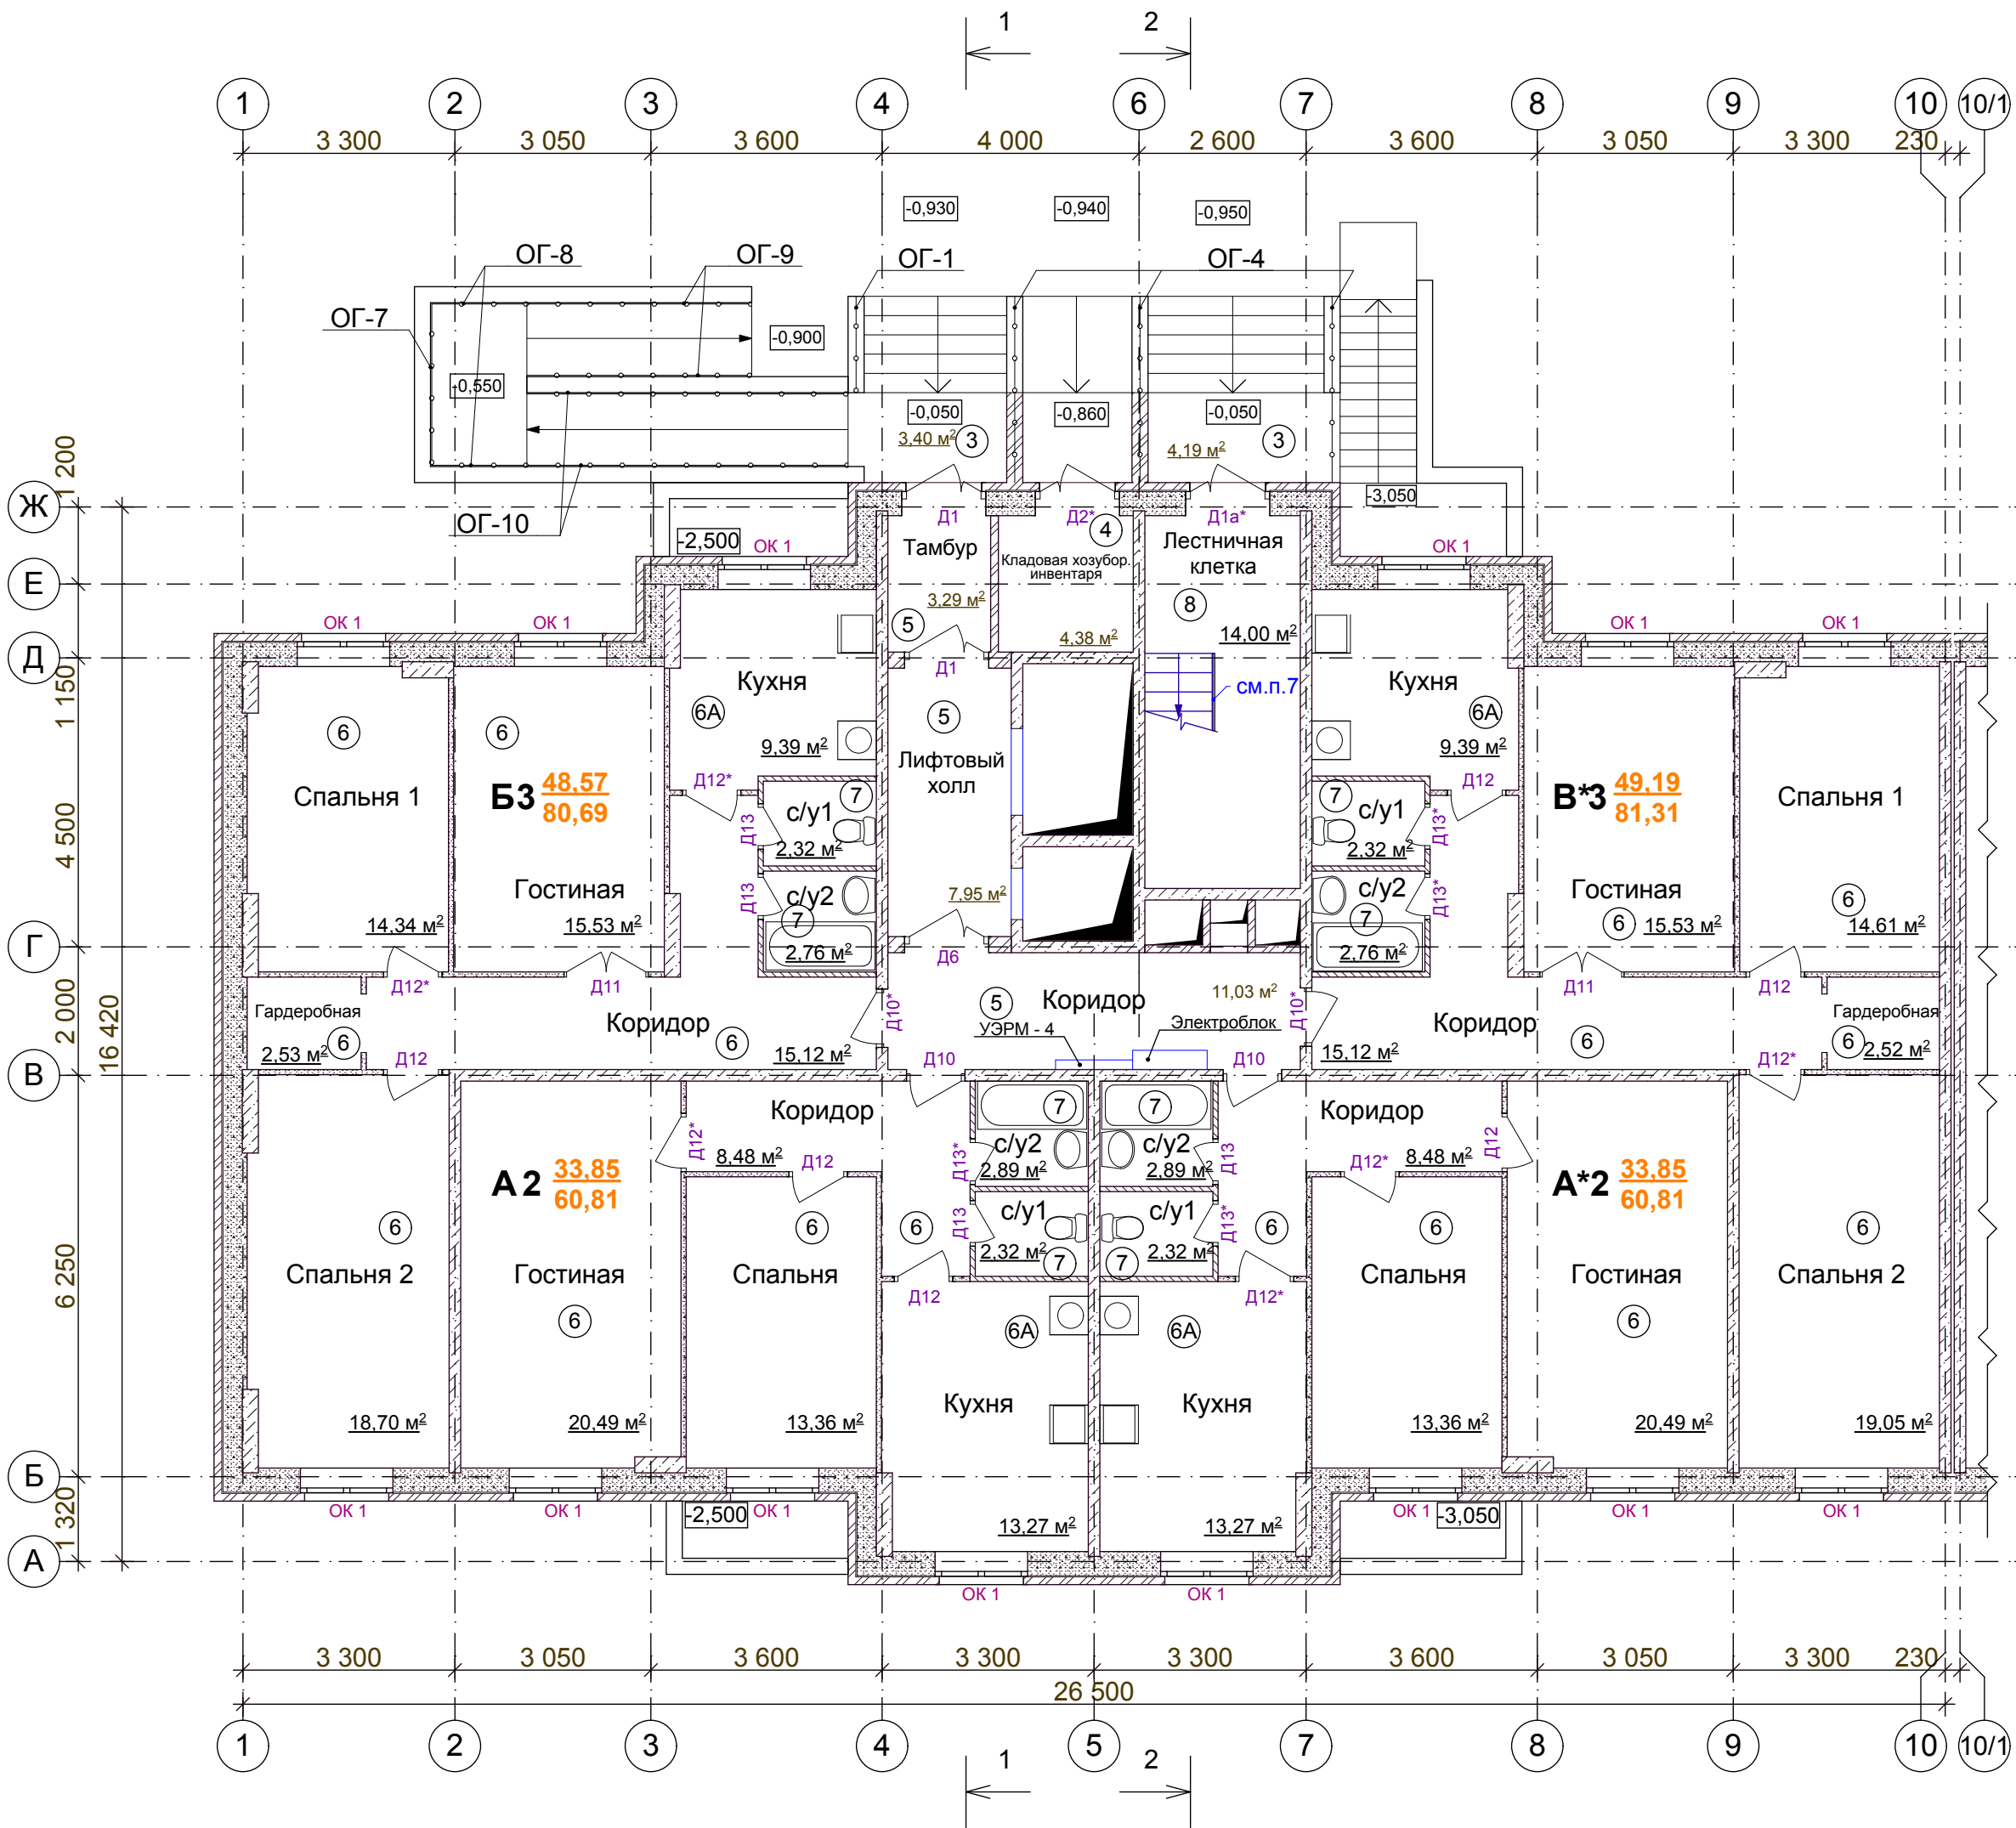 1 2
1 2 3 4 6 7 8 9 10 10/1
3 300 3 050 3 600 4 000 2 600 3 600 3 050 3 300 230
-0,930 -0,940 -0,950
ОГ-8 ОГ-9 ОГ-1 ОГ-4
ОГ-7 -0,900
-0,550 -0,050 -0,860 -0,050
3,40 м² 3 4,19 м² 3
1 200
Ж -3,050
ОГ-10 Д1 Д2* 4 Д1а*
-2,500 ОК 1 Тамбур Лестничная ОК 1
Кладовая хозубор. клетка
инвентаря
Е
3,29 м² 8
ОК 1 ОК 1 5 4,38 м² 14,00 м² ОК 1 ОК 1
Д Д1
1 150
Кухня см.п.7 Кухня
6 6 6А 5 6А
9,39 м² 9,39 м²
Лифтовый
холл
Д12* Д12
Спальня 1 Б3 48,57 7 7 В*3 49,19 Спальня 1
80,69 с/у1 с/у1 81,31
Д13 Д13*
4 500 2,32 м² 2,32 м²
Гостиная Д13 с/у2 7,95 м² с/у2 Д13* Гостиная
7 7 6
14,34 м² 15,53 м² 6 15,53 м² 14,61 м²
Г 2,76 м² Д6 2,76 м²
Д12* Д11 Д11 Д12
Гардеробная Д10* 5 Коридор 11,03 м² Д10* Гардеробная
2 000 16 420 Коридор УЭРМ - 4 Электроблок Коридор
2,53 м² 6 6 6 6 2,52 м²
Д12 15,12 м² Д10 Д10 15,12 м² Д12*
В
Коридор 7 7 Коридор
Д12* с/у2 с/у2 Д12
8,48 м² Д12 Д13* 2,89 м² 2,89 м² Д13 Д12* 8,48 м²
А 2 33,85 А*2 33,85
60,81 60,81
6 6 6 Д13 с/у1 с/у1 Д13* 6 6 6
2,32 м² 7 7 2,32 м²
6 250
Спальня 2 Гостиная Спальня Спальня Гостиная Спальня 2
Д12 Д12*
6 6А 6А 6
Кухня Кухня
18,70 м² 20,49 м² 13,36 м² 13,36 м² 20,49 м² 19,05 м²
Б
ОК 1 ОК 1 -2,500 ОК 1 13,27 м² 13,27 м² ОК 1 -3,050 ОК 1 ОК 1
1 320
А
ОК 1 ОК 1
3 300 3 050 3 600 3 300 3 300 3 600 3 050 3 300 230
26 500
1 2 3 4 5 7 8 9 10 10/1
1 2